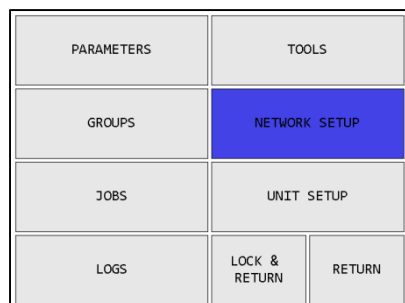 PARAMETERS
TOOLS
GROUPS
NETWORK SETUP
JOBS
UNIT SETUP
LOGS
LOCK &
RETURN
RETURN